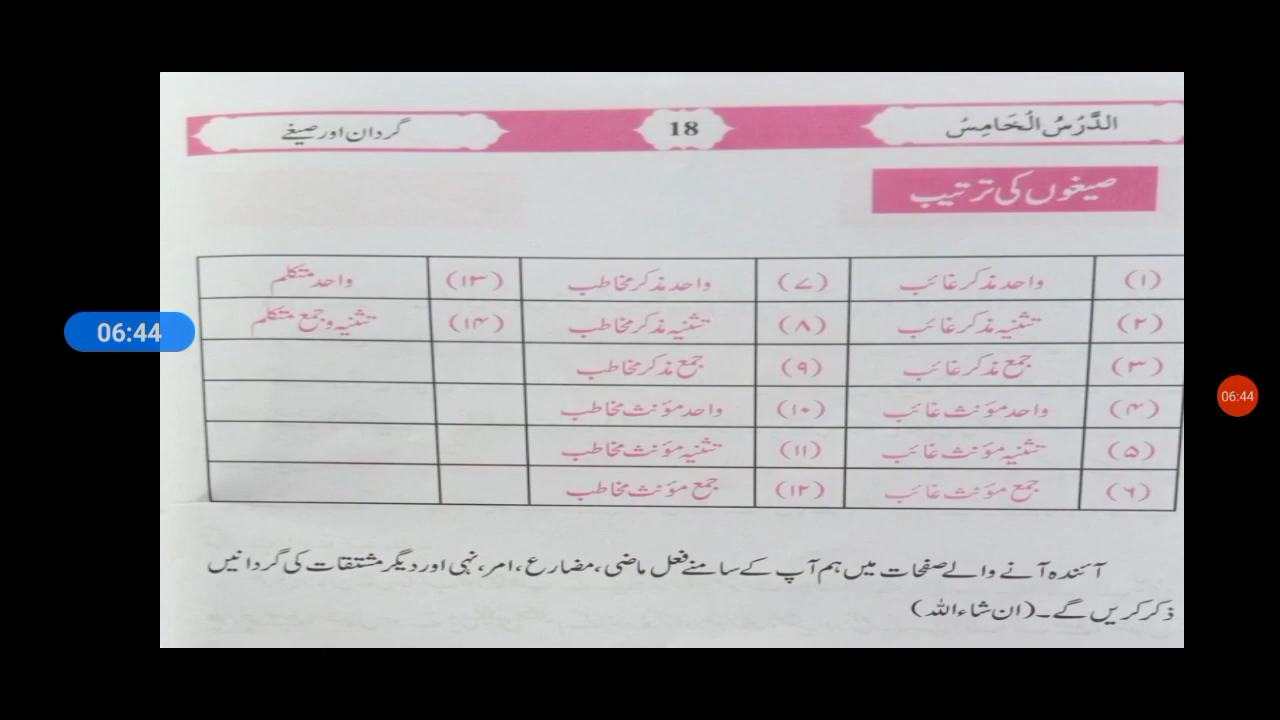 الدَّرْسُ الْخَامِسُ 18 گردان اور صیغے
صیغوں کی ترتیب
(۱) واحد مذکر غائب (۷) واحد مذکر مخاطب (۱۳) واحد متکلم
(۲) تثنیہ مذکر غائب (۸) تثنیہ مذکر مخاطب (۱۴) تثنیہ و جمع متکلم
(۳) جمع مذکر غائب (۹) جمع مذکر مخاطب
(۴) واحد مؤنث غائب (۱۰) واحد مؤنث مخاطب
(۵) تثنیہ مؤنث غائب (۱۱) تثنیہ مؤنث مخاطب
(۶) جمع مؤنث غائب (۱۲) جمع مؤنث مخاطب
آئندہ آنے والے صفحات میں ہم آپ کے سامنے فعل ماضی، مضارع، امر، نہی اور دیگر مشتقات کی گردانیں
ذکر کریں گے۔ (ان شاء اللہ)
06:44
06:44